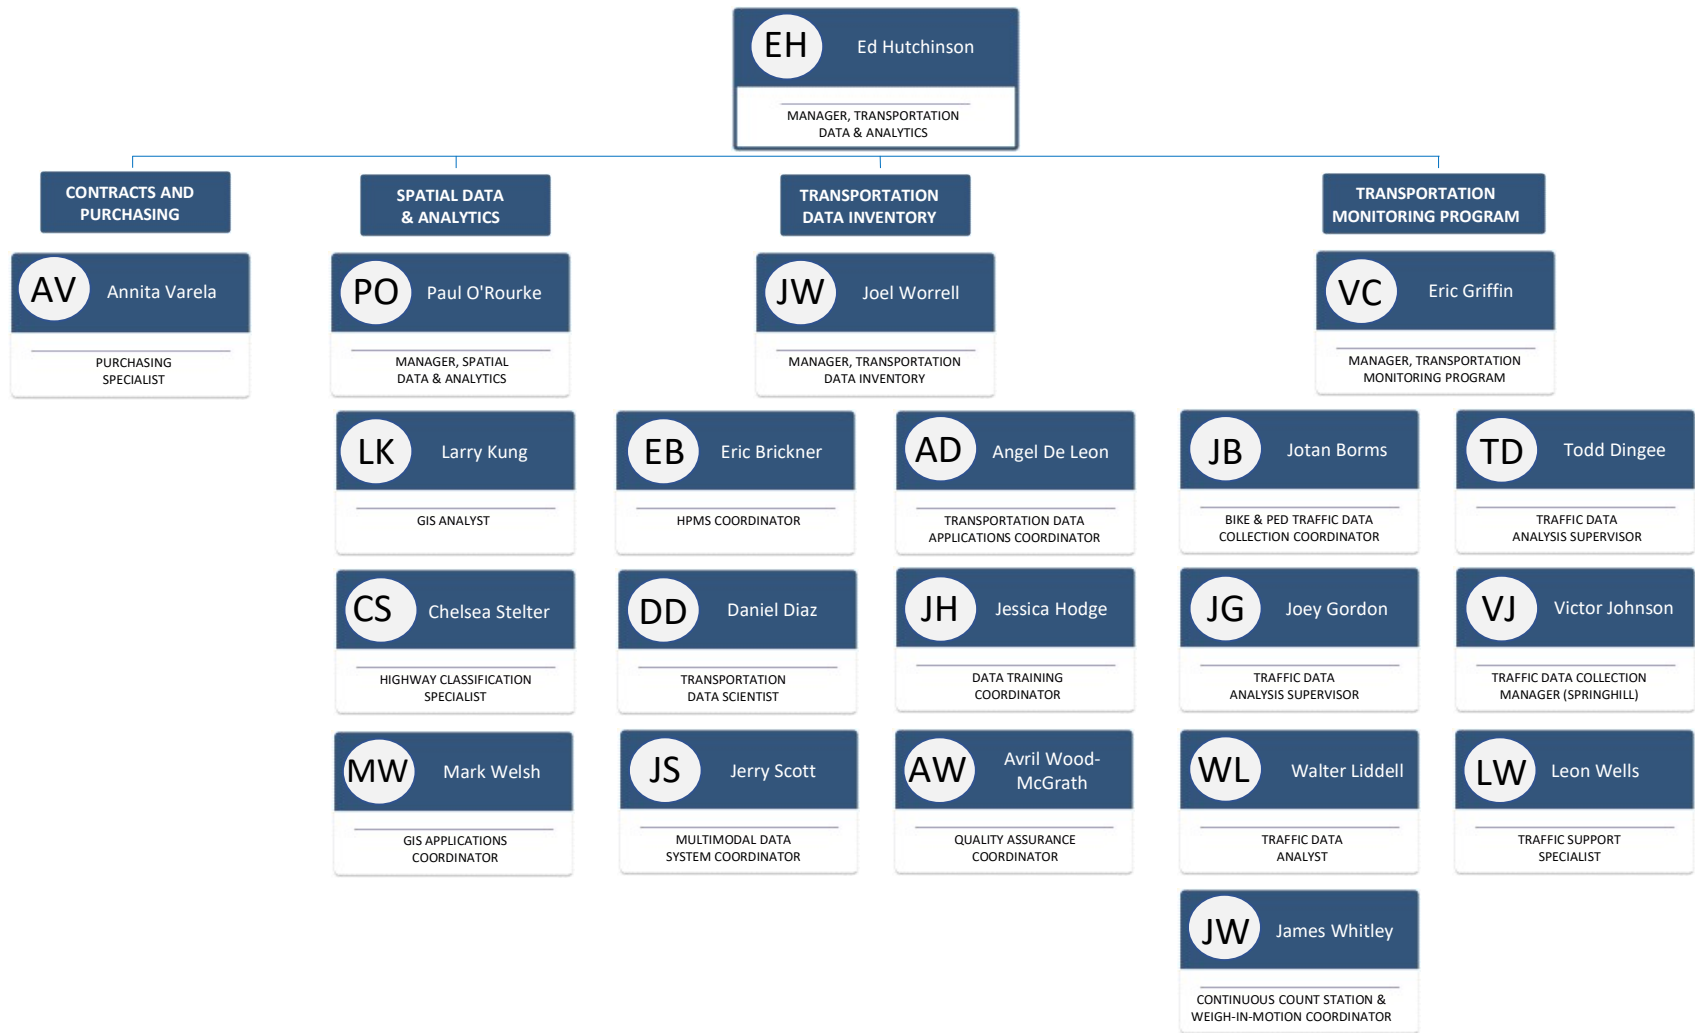 EH
Ed Hutchinson
MANAGER, TRANSPORTATION
DATA & ANALYTICS
CONTRACTS AND
PURCHASING
AV
Annita Varela
PURCHASING
SPECIALIST
SPATIAL DATA
& ANALYTICS
PO
Paul O'Rourke
MANAGER, SPATIAL
DATA & ANALYTICS
LK
Larry Kung
GIS ANALYST
CS
Chelsea Stelter
HIGHWAY CLASSIFICATION
SPECIALIST
MW
Mark Welsh
GIS APPLICATIONS
COORDINATOR
TRANSPORTATION
DATA INVENTORY
JW
Joel Worrell
MANAGER, TRANSPORTATION
DATA INVENTORY
EB
Eric Brickner
HPMS COORDINATOR
AD
Angel De Leon
TRANSPORTATION DATA
APPLICATIONS COORDINATOR
DD
Daniel Diaz
TRANSPORTATION
DATA SCIENTIST
JH
Jessica Hodge
DATA TRAINING
COORDINATOR
JS
Jerry Scott
MULTIMODAL DATA
SYSTEM COORDINATOR
AW
Avril Wood-
McGrath
QUALITY ASSURANCE
COORDINATOR
TRANSPORTATION
MONITORING PROGRAM
VC
Eric Griffin
MANAGER, TRANSPORTATION
MONITORING PROGRAM
JB
Jotan Borms
BIKE & PED TRAFFIC DATA
COLLECTION COORDINATOR
TD
Todd Dingee
TRAFFIC DATA
ANALYSIS SUPERVISOR
JG
Joey Gordon
TRAFFIC DATA
ANALYSIS SUPERVISOR
VJ
Victor Johnson
TRAFFIC DATA COLLECTION
MANAGER (SPRINGHILL)
WL
Walter Liddell
TRAFFIC DATA
ANALYST
LW
Leon Wells
TRAFFIC SUPPORT
SPECIALIST
JW
James Whitley
CONTINUOUS COUNT STATION &
WEIGH-IN-MOTION COORDINATOR